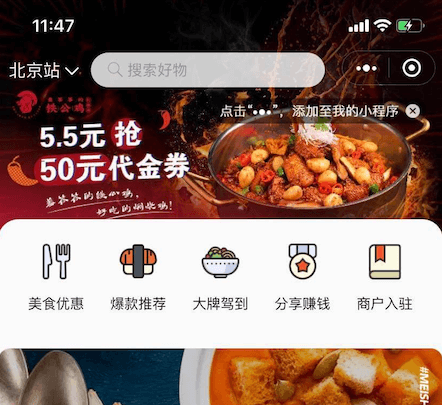 11:47
北京站
搜索好物
点击“•●•”，添加至我的小程序
铁公鸡
5.5元 抢
50元代金券
美食优惠
爆款推荐
大牌驾到
分享赚钱
商户入驻
#MEISH